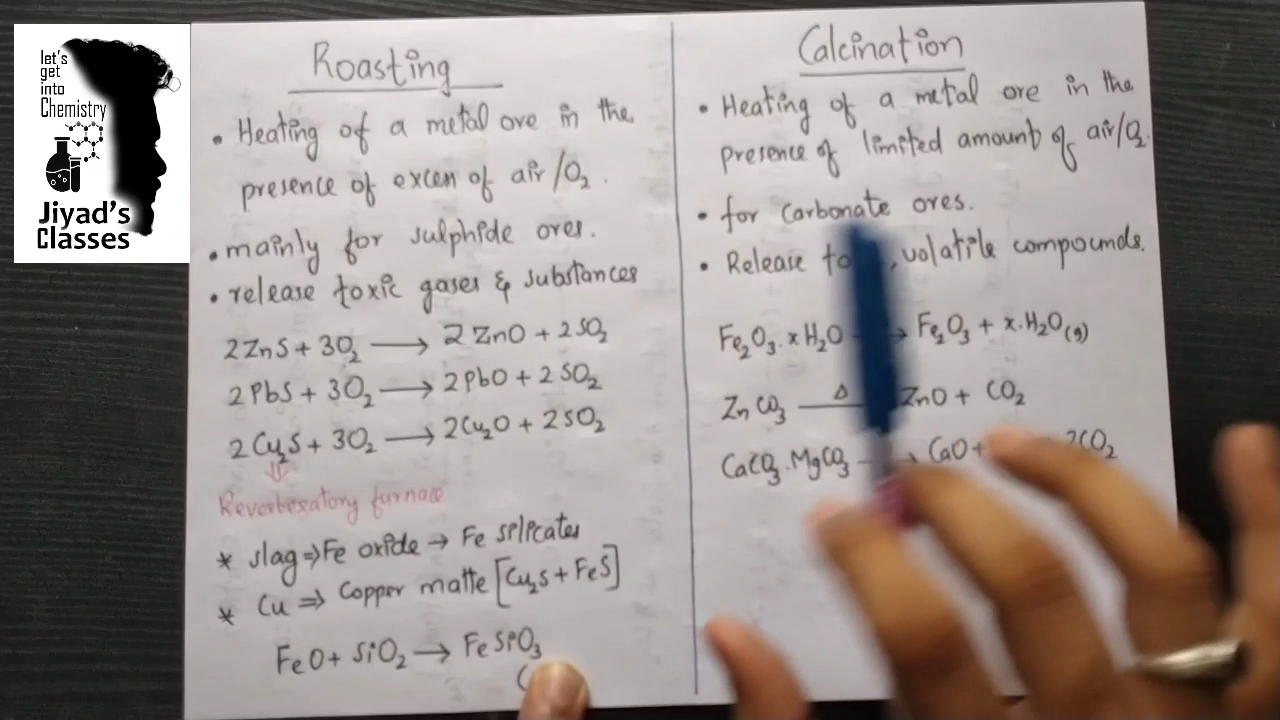 let's
get
into
Chemistry
Jiyad's
Classes
Roasting
• Heating of a metal ore in the
presence of excess of air/O₂.
• mainly for sulphide ores.
• release toxic gases & substances
2ZnS + 3O₂ ⟶ 2ZnO + 2SO₂
2PbS + 3O₂ ⟶ 2PbO + 2SO₂
2Cu₂S + 3O₂ ⟶ 2Cu₂O + 2SO₂
⇓
Reverberatory furnace
* slag ⇒ Fe oxide → Fe silicates
* Cu ⇒ Copper matte [Cu₂S + FeS]
FeO + SiO₂ ⟶ FeSiO₃
Calcination
• Heating of a metal ore in the
presence of limited amount of air/O₂.
• for carbonate ores.
• Release , volatile compounds.
Fe₂O₃.xH₂O → Fe₂O₃ + x.H₂O(g)
ZnCO₃ Δ ZnO + CO₂
CaCO₃.MgCO₃ → CaO + 2CO₂